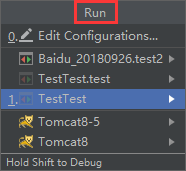 Run
0. Edit Configurations...
Baidu_20180926.test2
TestTest.test
1. TestTest
Tomcat8-5
Tomcat8
Hold Shift to Debug